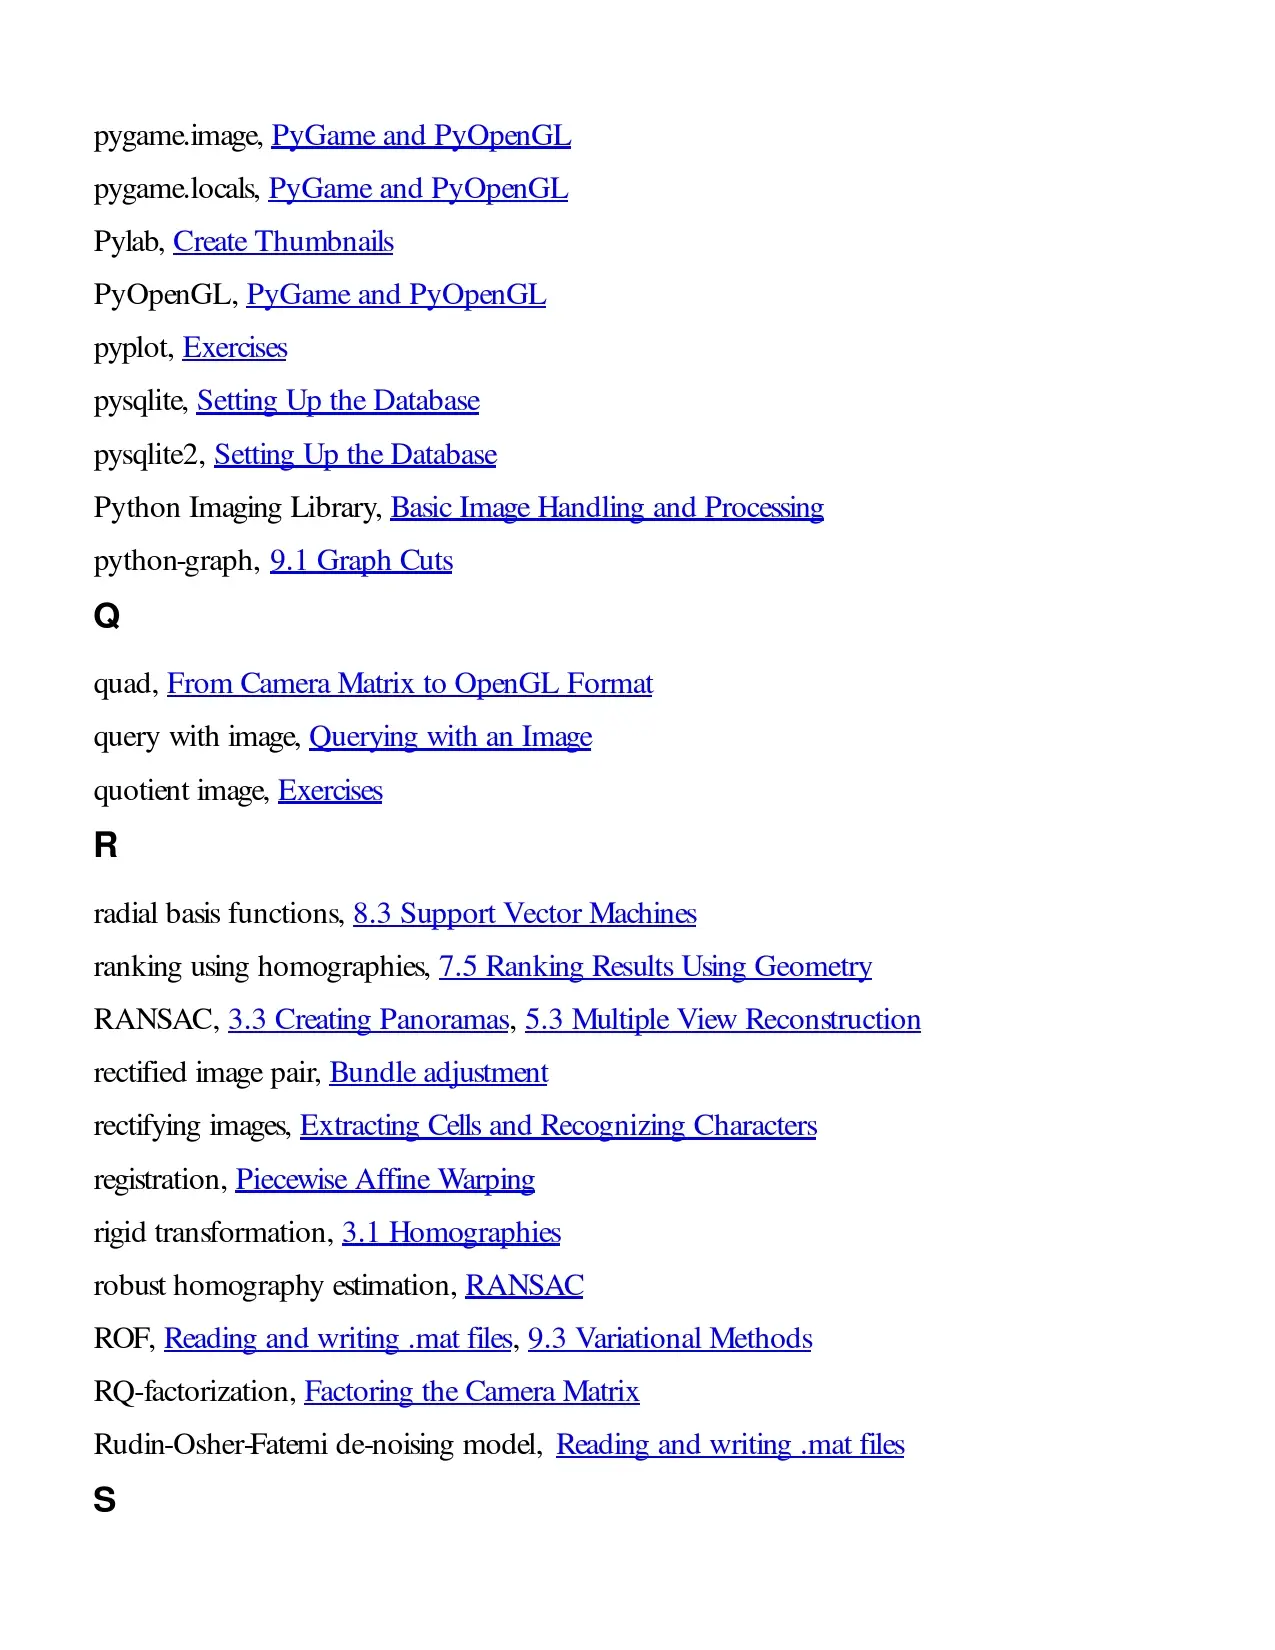 pygame.image, PyGame and PyOpenGL
pygame.locals, PyGame and PyOpenGL
Pylab, Create Thumbnails
PyOpenGL, PyGame and PyOpenGL
pyplot, Exercises
pysqlite, Setting Up the Database
pysqlite2, Setting Up the Database
Python Imaging Library, Basic Image Handling and Processing
python-graph, 9.1 Graph Cuts
Q
quad, From Camera Matrix to OpenGL Format
query with image, Querying with an Image
quotient image, Exercises
R
radial basis functions, 8.3 Support Vector Machines
ranking using homographies, 7.5 Ranking Results Using Geometry
RANSAC, 3.3 Creating Panoramas, 5.3 Multiple View Reconstruction
rectified image pair, Bundle adjustment
rectifying images, Extracting Cells and Recognizing Characters
registration, Piecewise Affine Warping
rigid transformation, 3.1 Homographies
robust homography estimation, RANSAC
ROF, Reading and writing .mat files, 9.3 Variational Methods
RQ-factorization, Factoring the Camera Matrix
Rudin-Osher-Fatemi de-noising model, Reading and writing .mat files
S